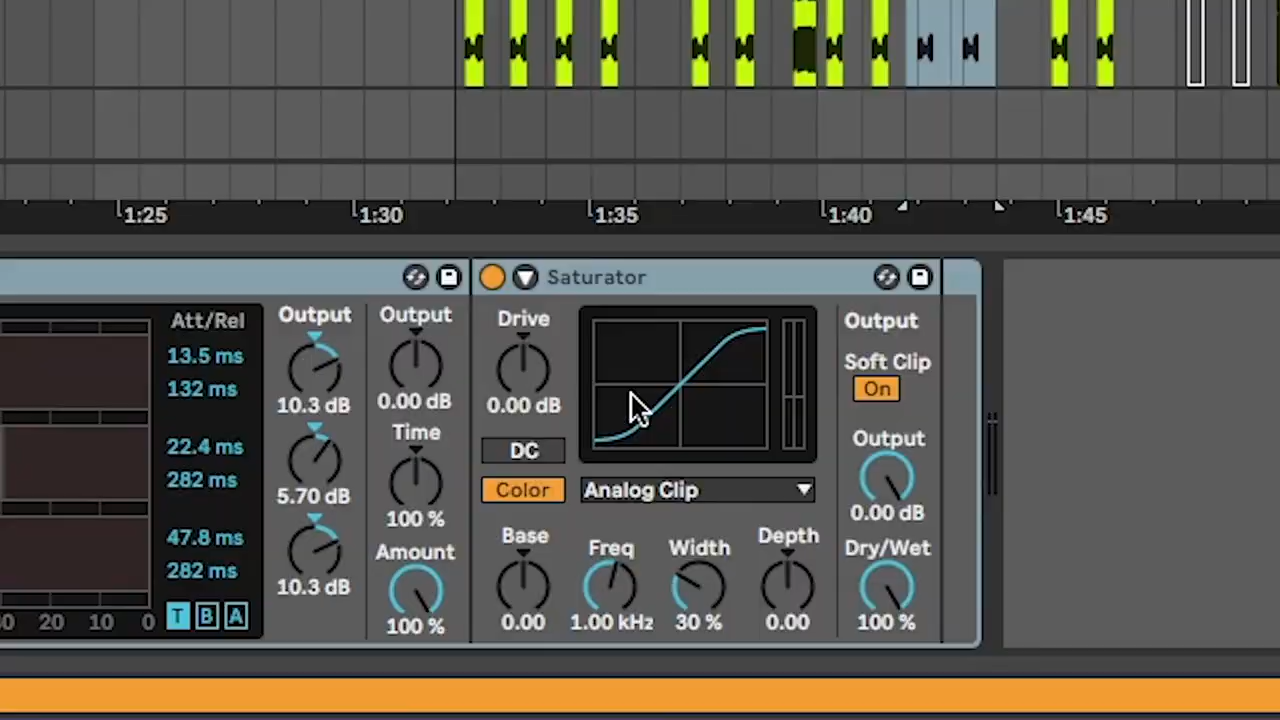 1:25 1:30 1:35 1:40 1:45
Saturator
Att/Rel
13.5 ms
132 ms
22.4 ms
282 ms
47.8 ms
282 ms
T B A
20 10 0
Output
10.3 dB
5.70 dB
10.3 dB
Output
0.00 dB
Time
100 %
Amount
100 %
Drive
0.00 dB
DC
Color
Analog Clip
Base
0.00
Freq
1.00 kHz
Width
30 %
Depth
0.00
Output
Soft Clip
On
Output
0.00 dB
Dry/Wet
100 %